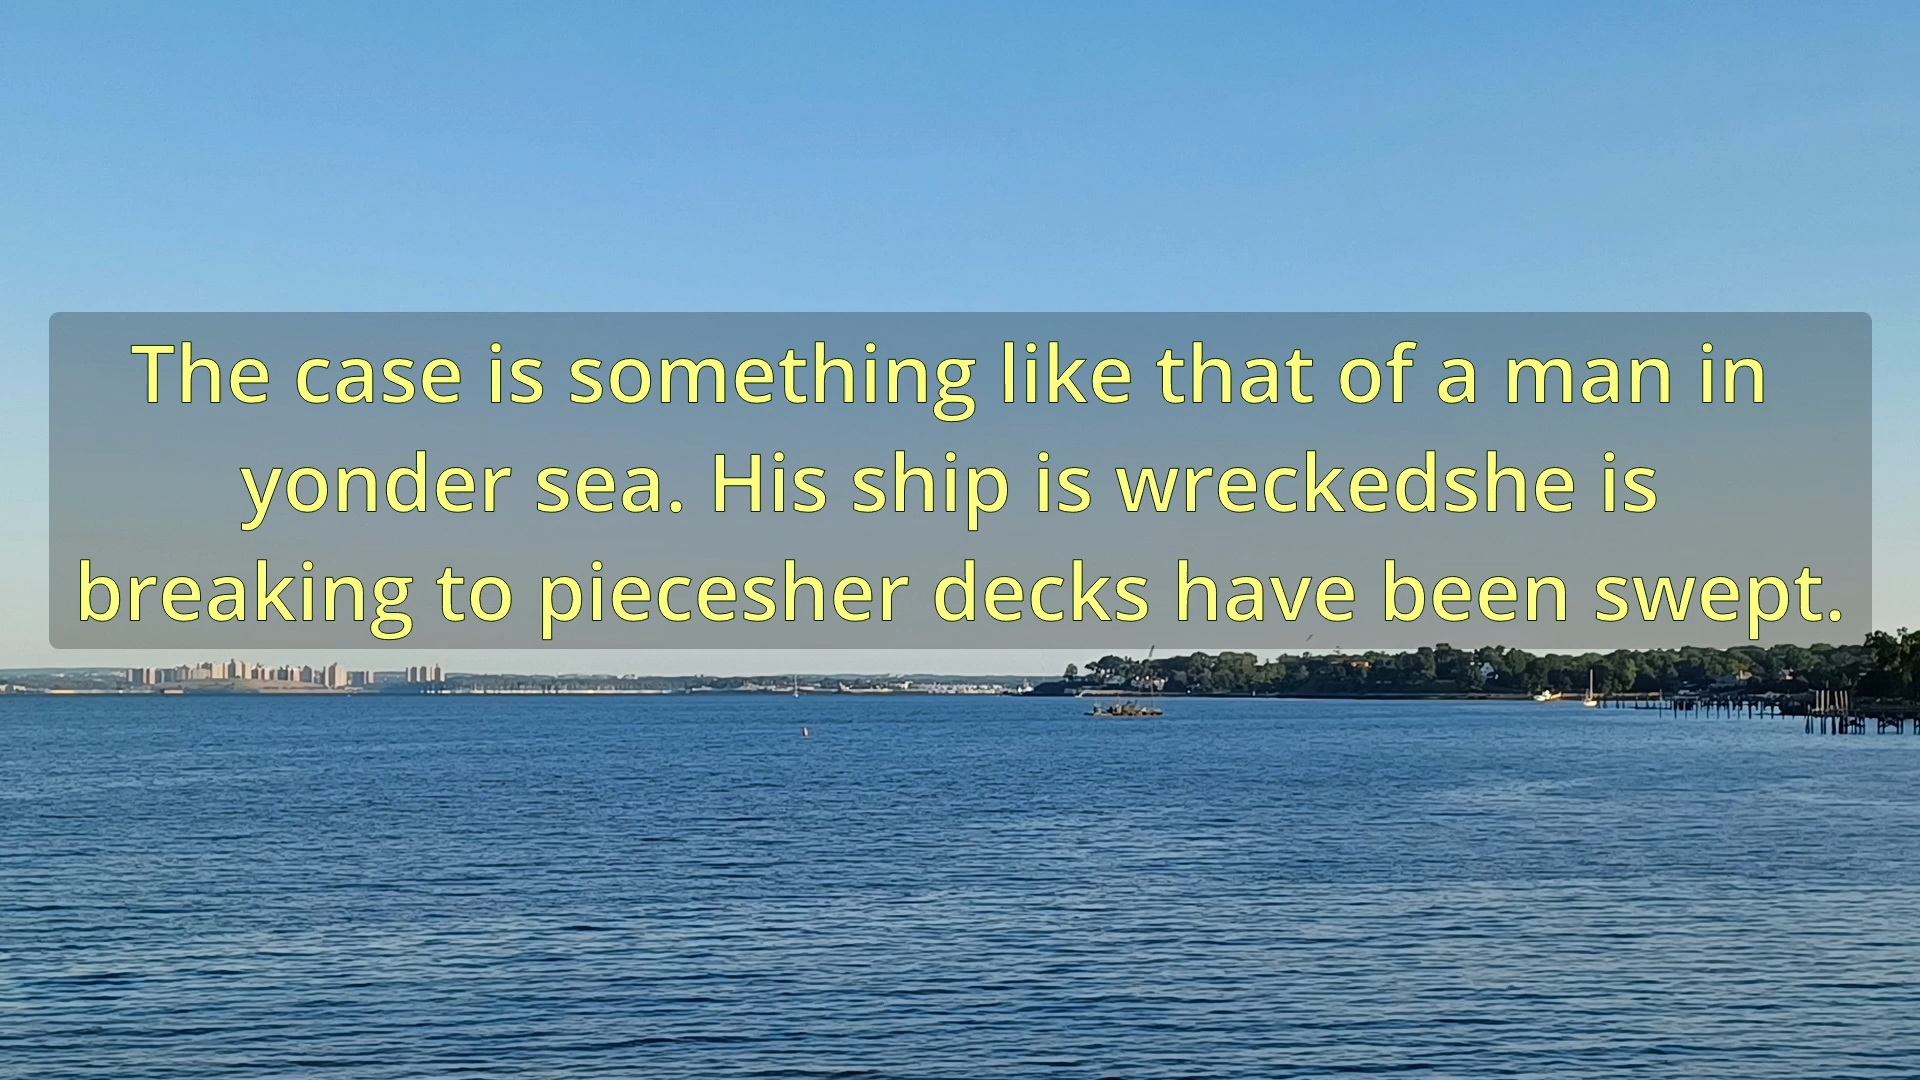 The case is something like that of a man in
yonder sea. His ship is wreckedshe is
breaking to piecesher decks have been swept.